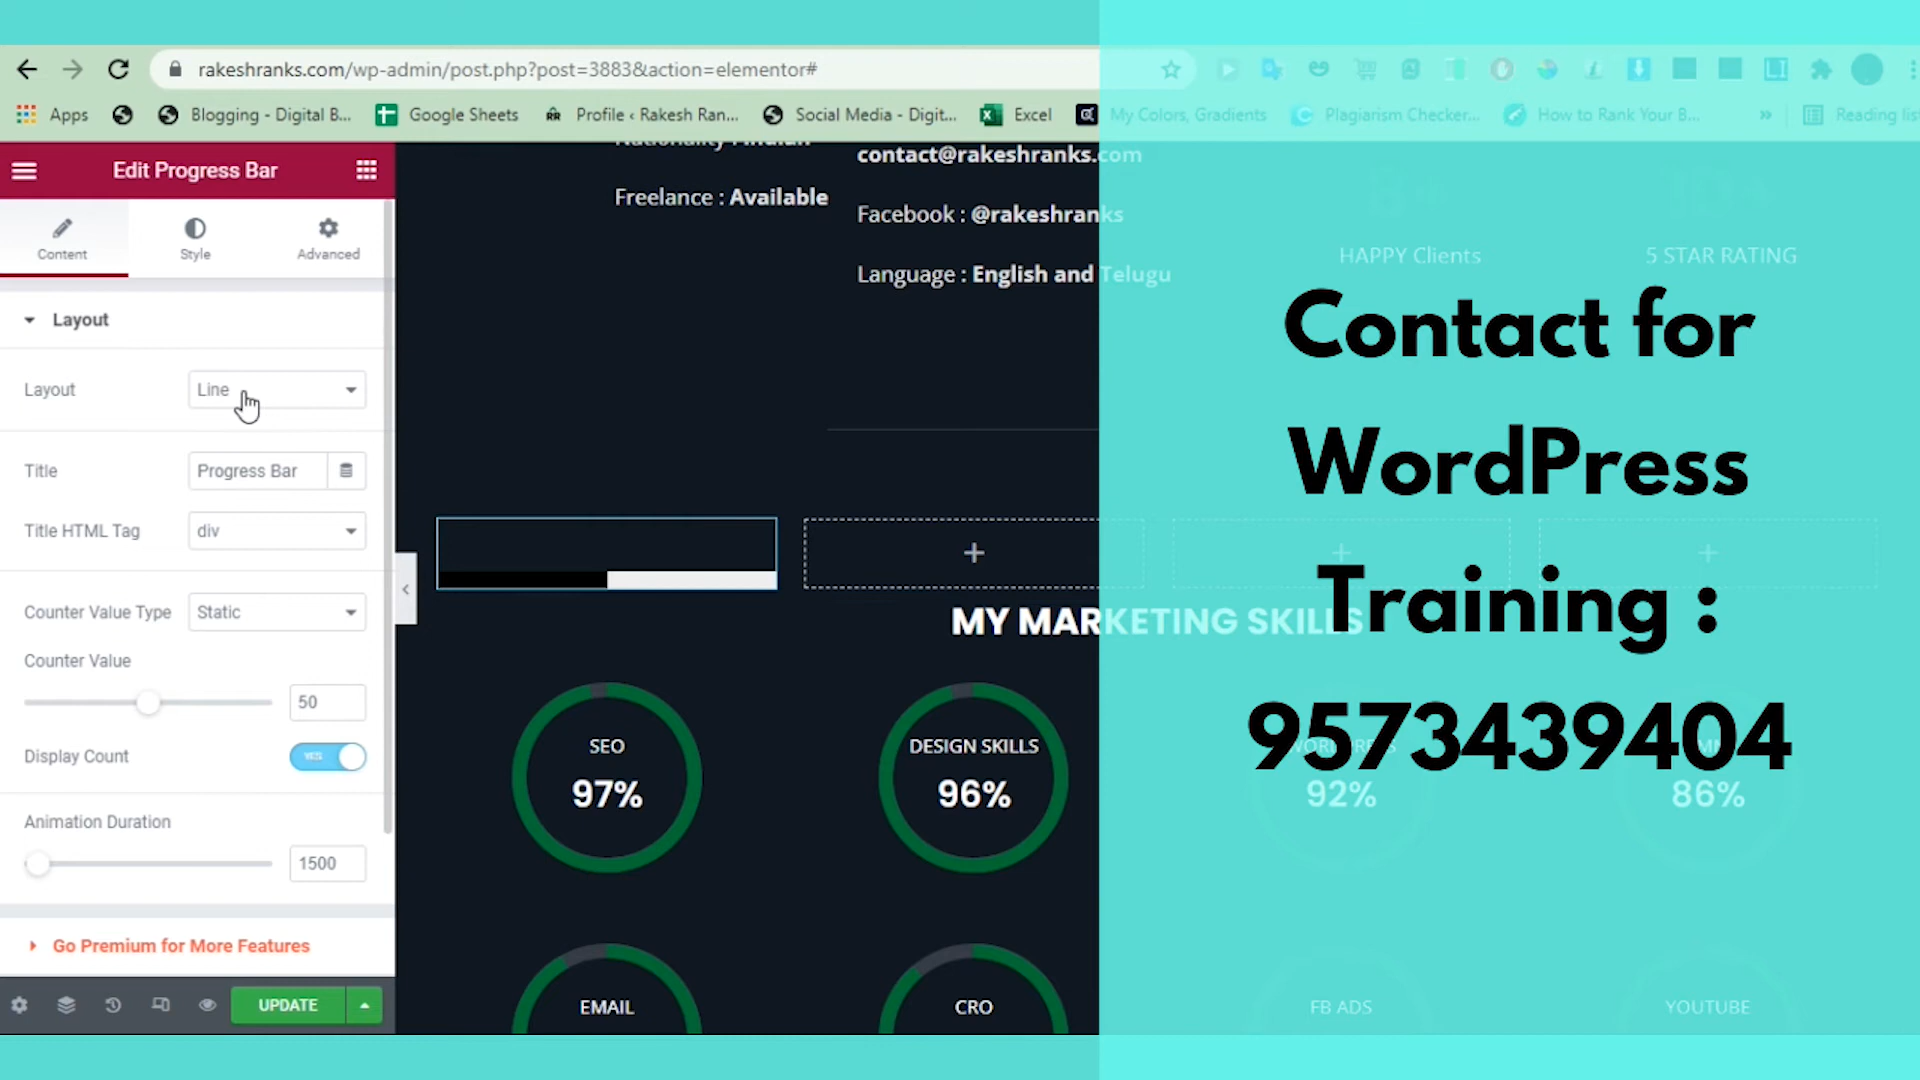 rakeshranks.com/wp-admin/post.php?post=3883&action=elementor#
Apps Blogging - Digital B... Google Sheets Profile ‹ Rakesh Ran... Social Media - Digit... Excel My Colors, Gradients Plagiarism Checker... How to Rank Your B... » Reading list
Edit Progress Bar
Content Style Advanced
Layout
Layout Line
Title Progress Bar
Title HTML Tag div
Counter Value Type Static
Counter Value
50
Display Count YES
Animation Duration
1500
Go Premium for More Features
UPDATE
Nationality : Indian
Freelance : Available
contact@rakeshranks.com
Facebook : @rakeshranks
Language : English and Telugu
HAPPY Clients
5 STAR RATING
MY MARKETING SKILLS
SEO
97%
DESIGN SKILLS
96%
92%
86%
EMAIL
CRO
FB ADS
YOUTUBE
Contact for
WordPress
Training :
9573439404